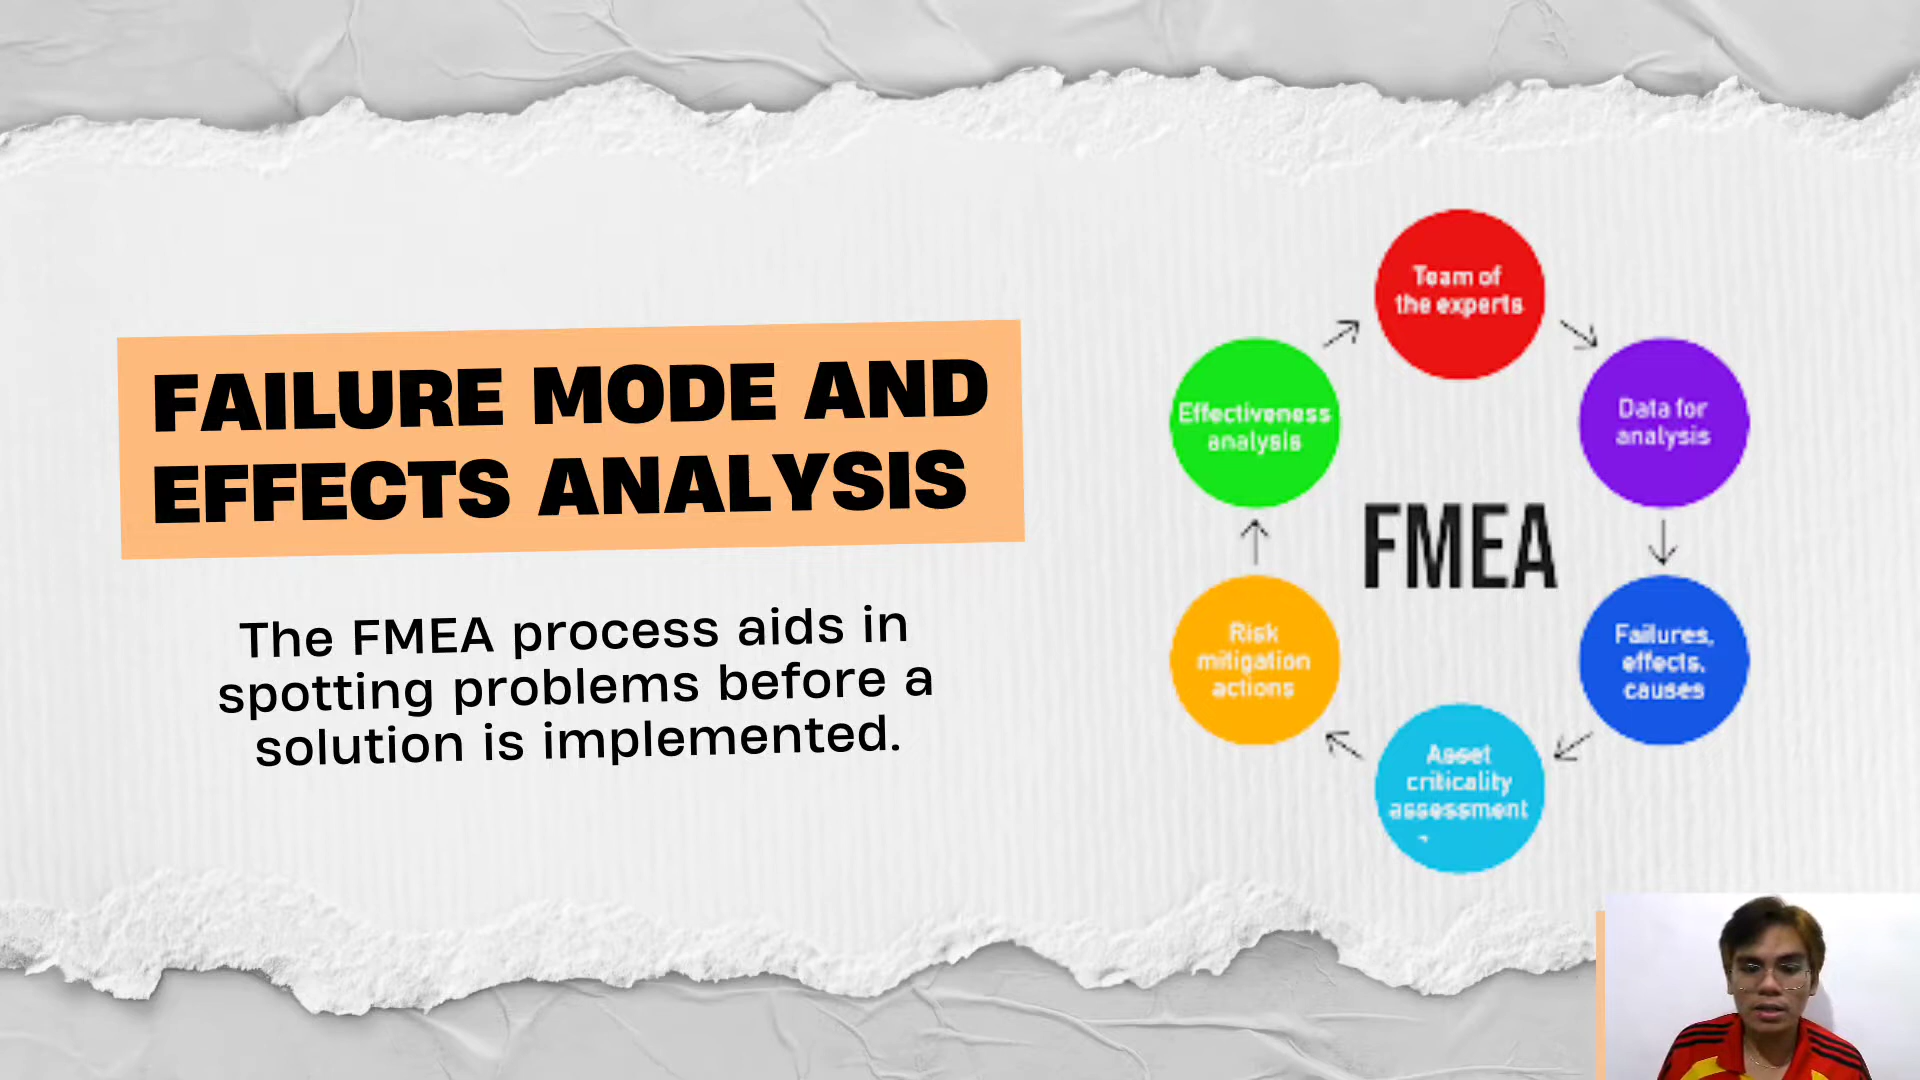 FAILURE MODE AND
EFFECTS ANALYSIS
The FMEA process aids in
spotting problems before a
solution is implemented.
Team of
the experts
Effectiveness
analysis
Data for
analysis
FMEA
Risk
mitigation
actions
Failures,
effects.
causes
Asset
criticality
assessment